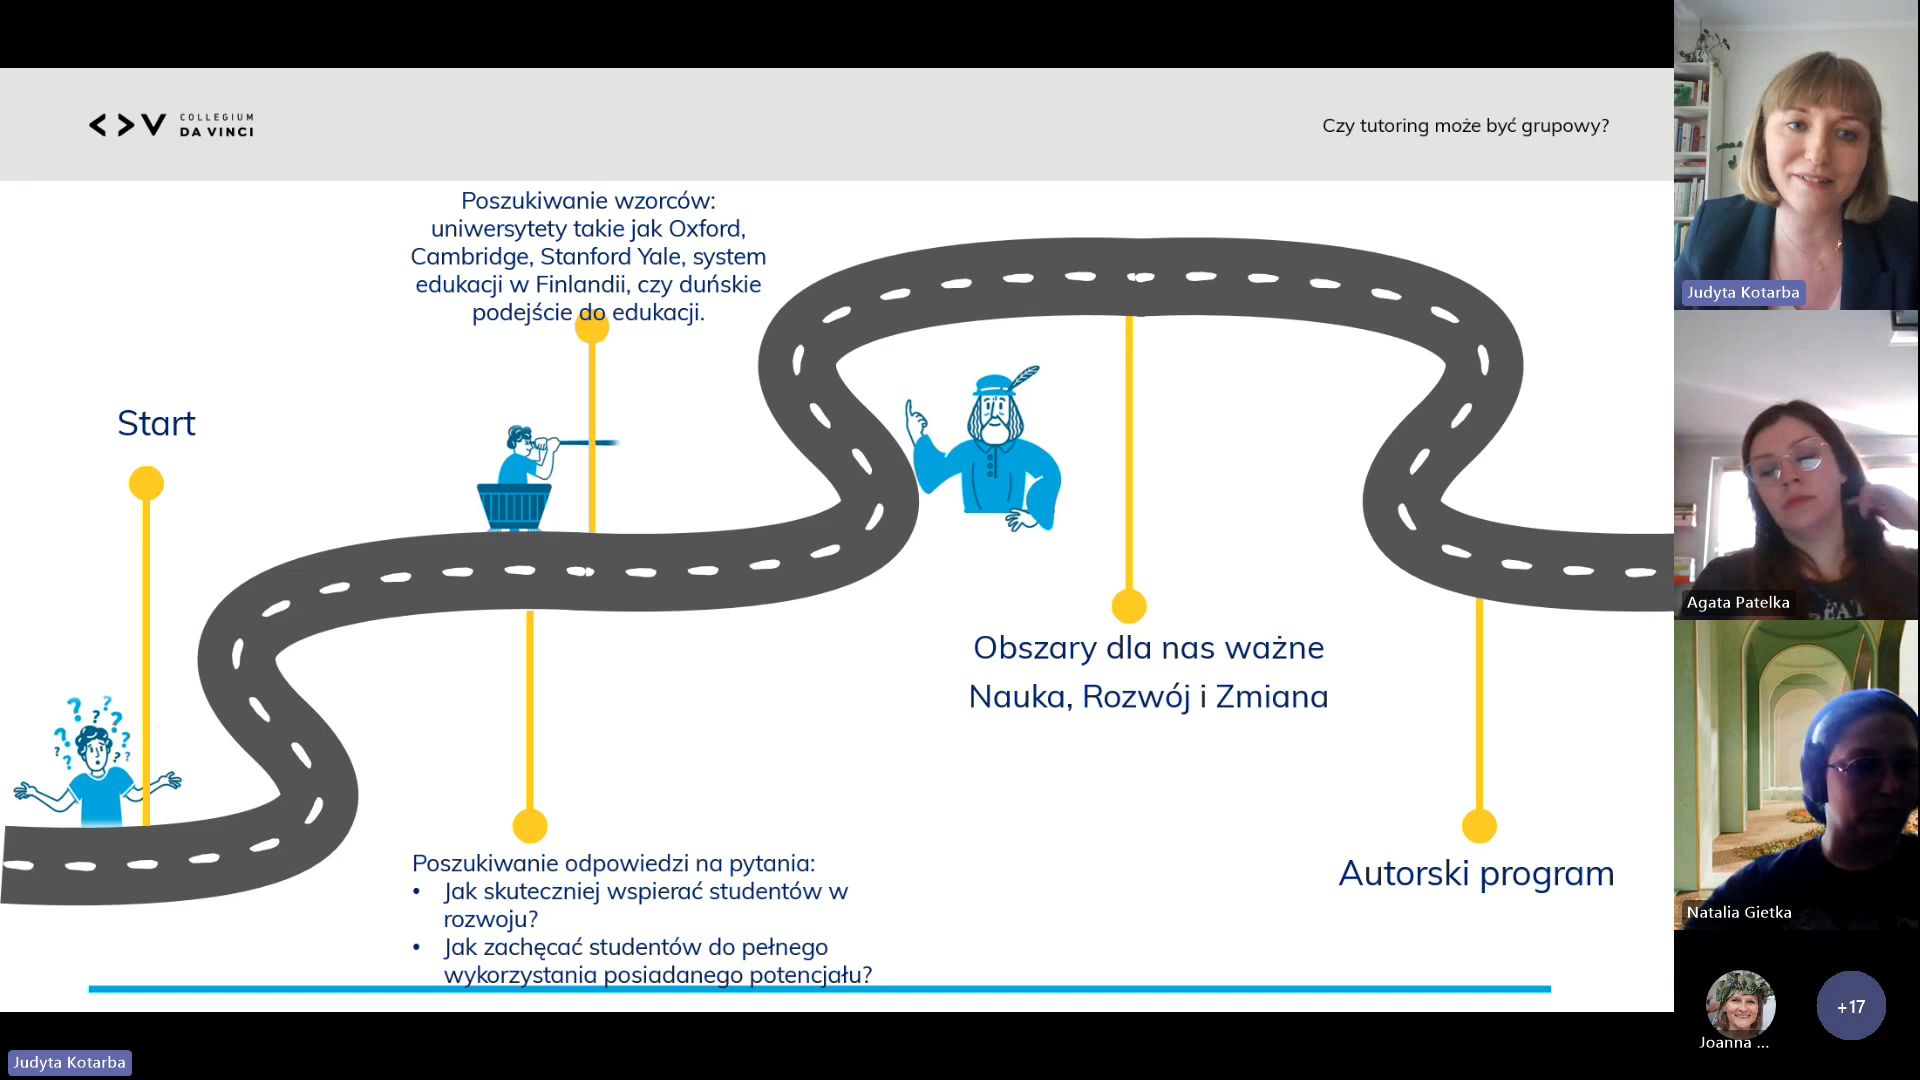 COLLEGIUM
DA VINCI
Czy tutoring może być grupowy?
Poszukiwanie wzorców:
uniwersytety takie jak Oxford,
Cambridge, Stanford Yale, system
edukacji w Finlandii, czy duńskie
podejście do edukacji.
Start
Obszary dla nas ważne
Nauka, Rozwój i Zmiana
Poszukiwanie odpowiedzi na pytania:
• Jak skuteczniej wspierać studentów w
rozwoju?
• Jak zachęcać studentów do pełnego
wykorzystania posiadanego potencjału?
Autorski program
Judyta Kotarba
Agata Patelka
Natalia Gietka
Joanna ...
+17
Judyta Kotarba